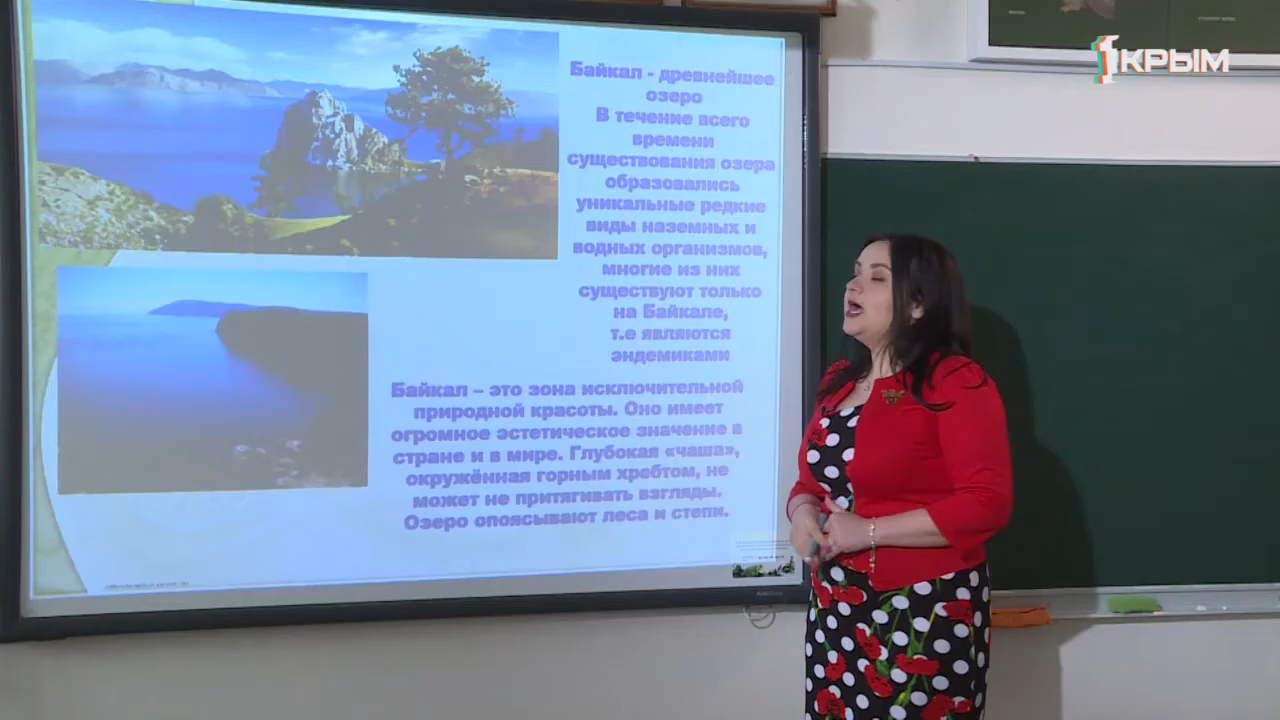 1КРЫМ
Байкал - древнейшее
озеро
В течение всего
времени
существования озера
образовались
уникальные редкие
виды наземных и
водных организмов,
многие из них
существуют только
на Байкале,
т.е являются
эндемиками
Байкал – это зона исключительной
природной красоты. Оно имеет
огромное эстетическое значение в
стране и в мире. Глубокая «чаша»,
окружённая горным хребтом, не
может не притягивать взгляды.
Озеро опоясывают леса и степи.